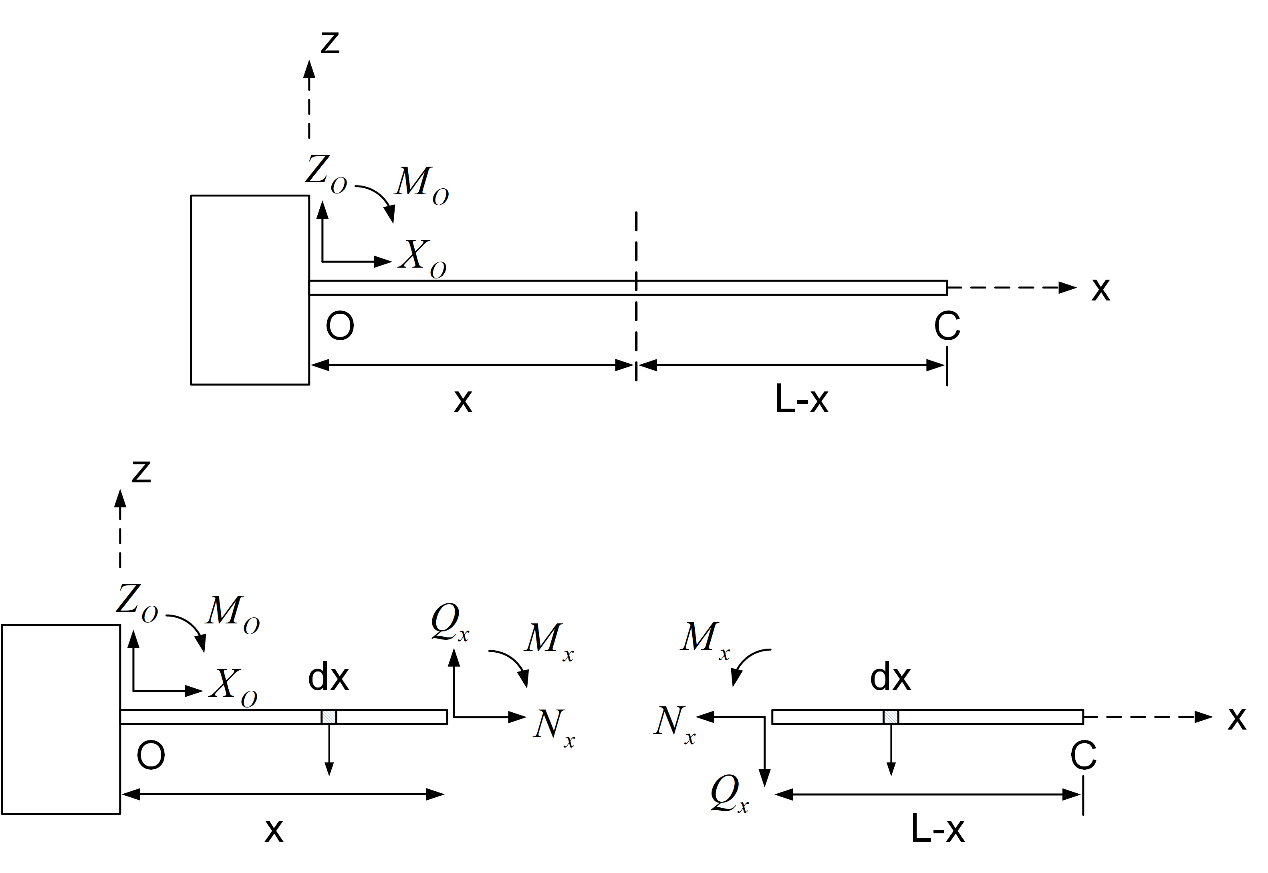 z
Z_O M_O
X_O
x
O C
x L-x
z
Z_O M_O Q_x M_x M_x
X_O dx dx
N_x N_x x
O C
Q_x
x L-x